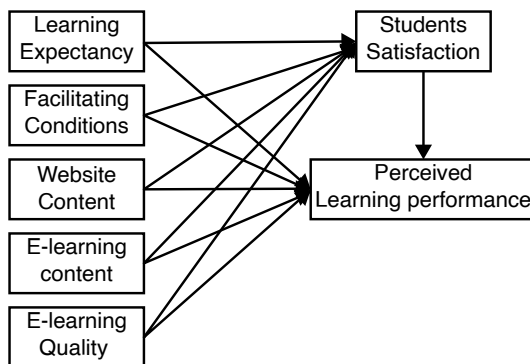 Learning
Expectancy
Facilitating
Conditions
Website
Content
E-learning
content
E-learning
Quality
Students
Satisfaction
Perceived
Learning performance